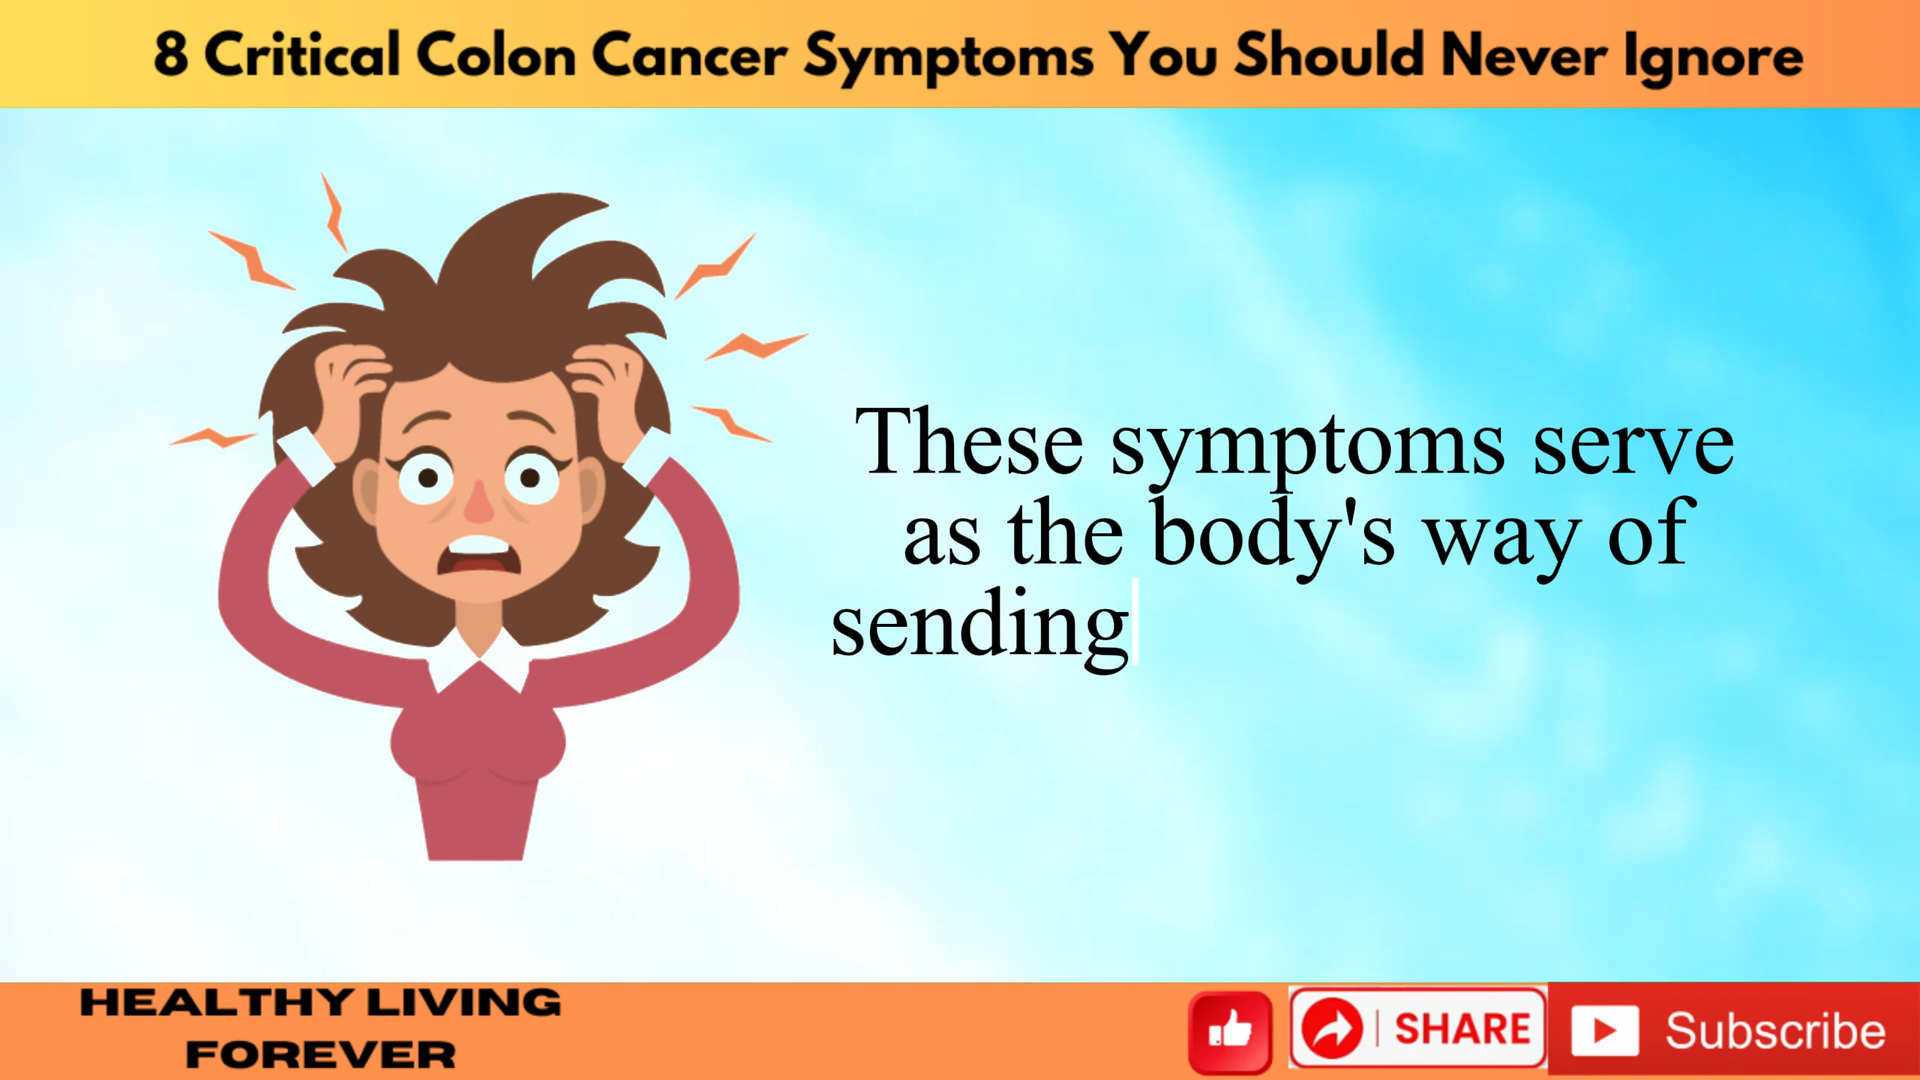 8 Critical Colon Cancer Symptoms You Should Never Ignore
These symptoms serve
as the body's way of
sending
HEALTHY LIVING
FOREVER
SHARE
Subscribe